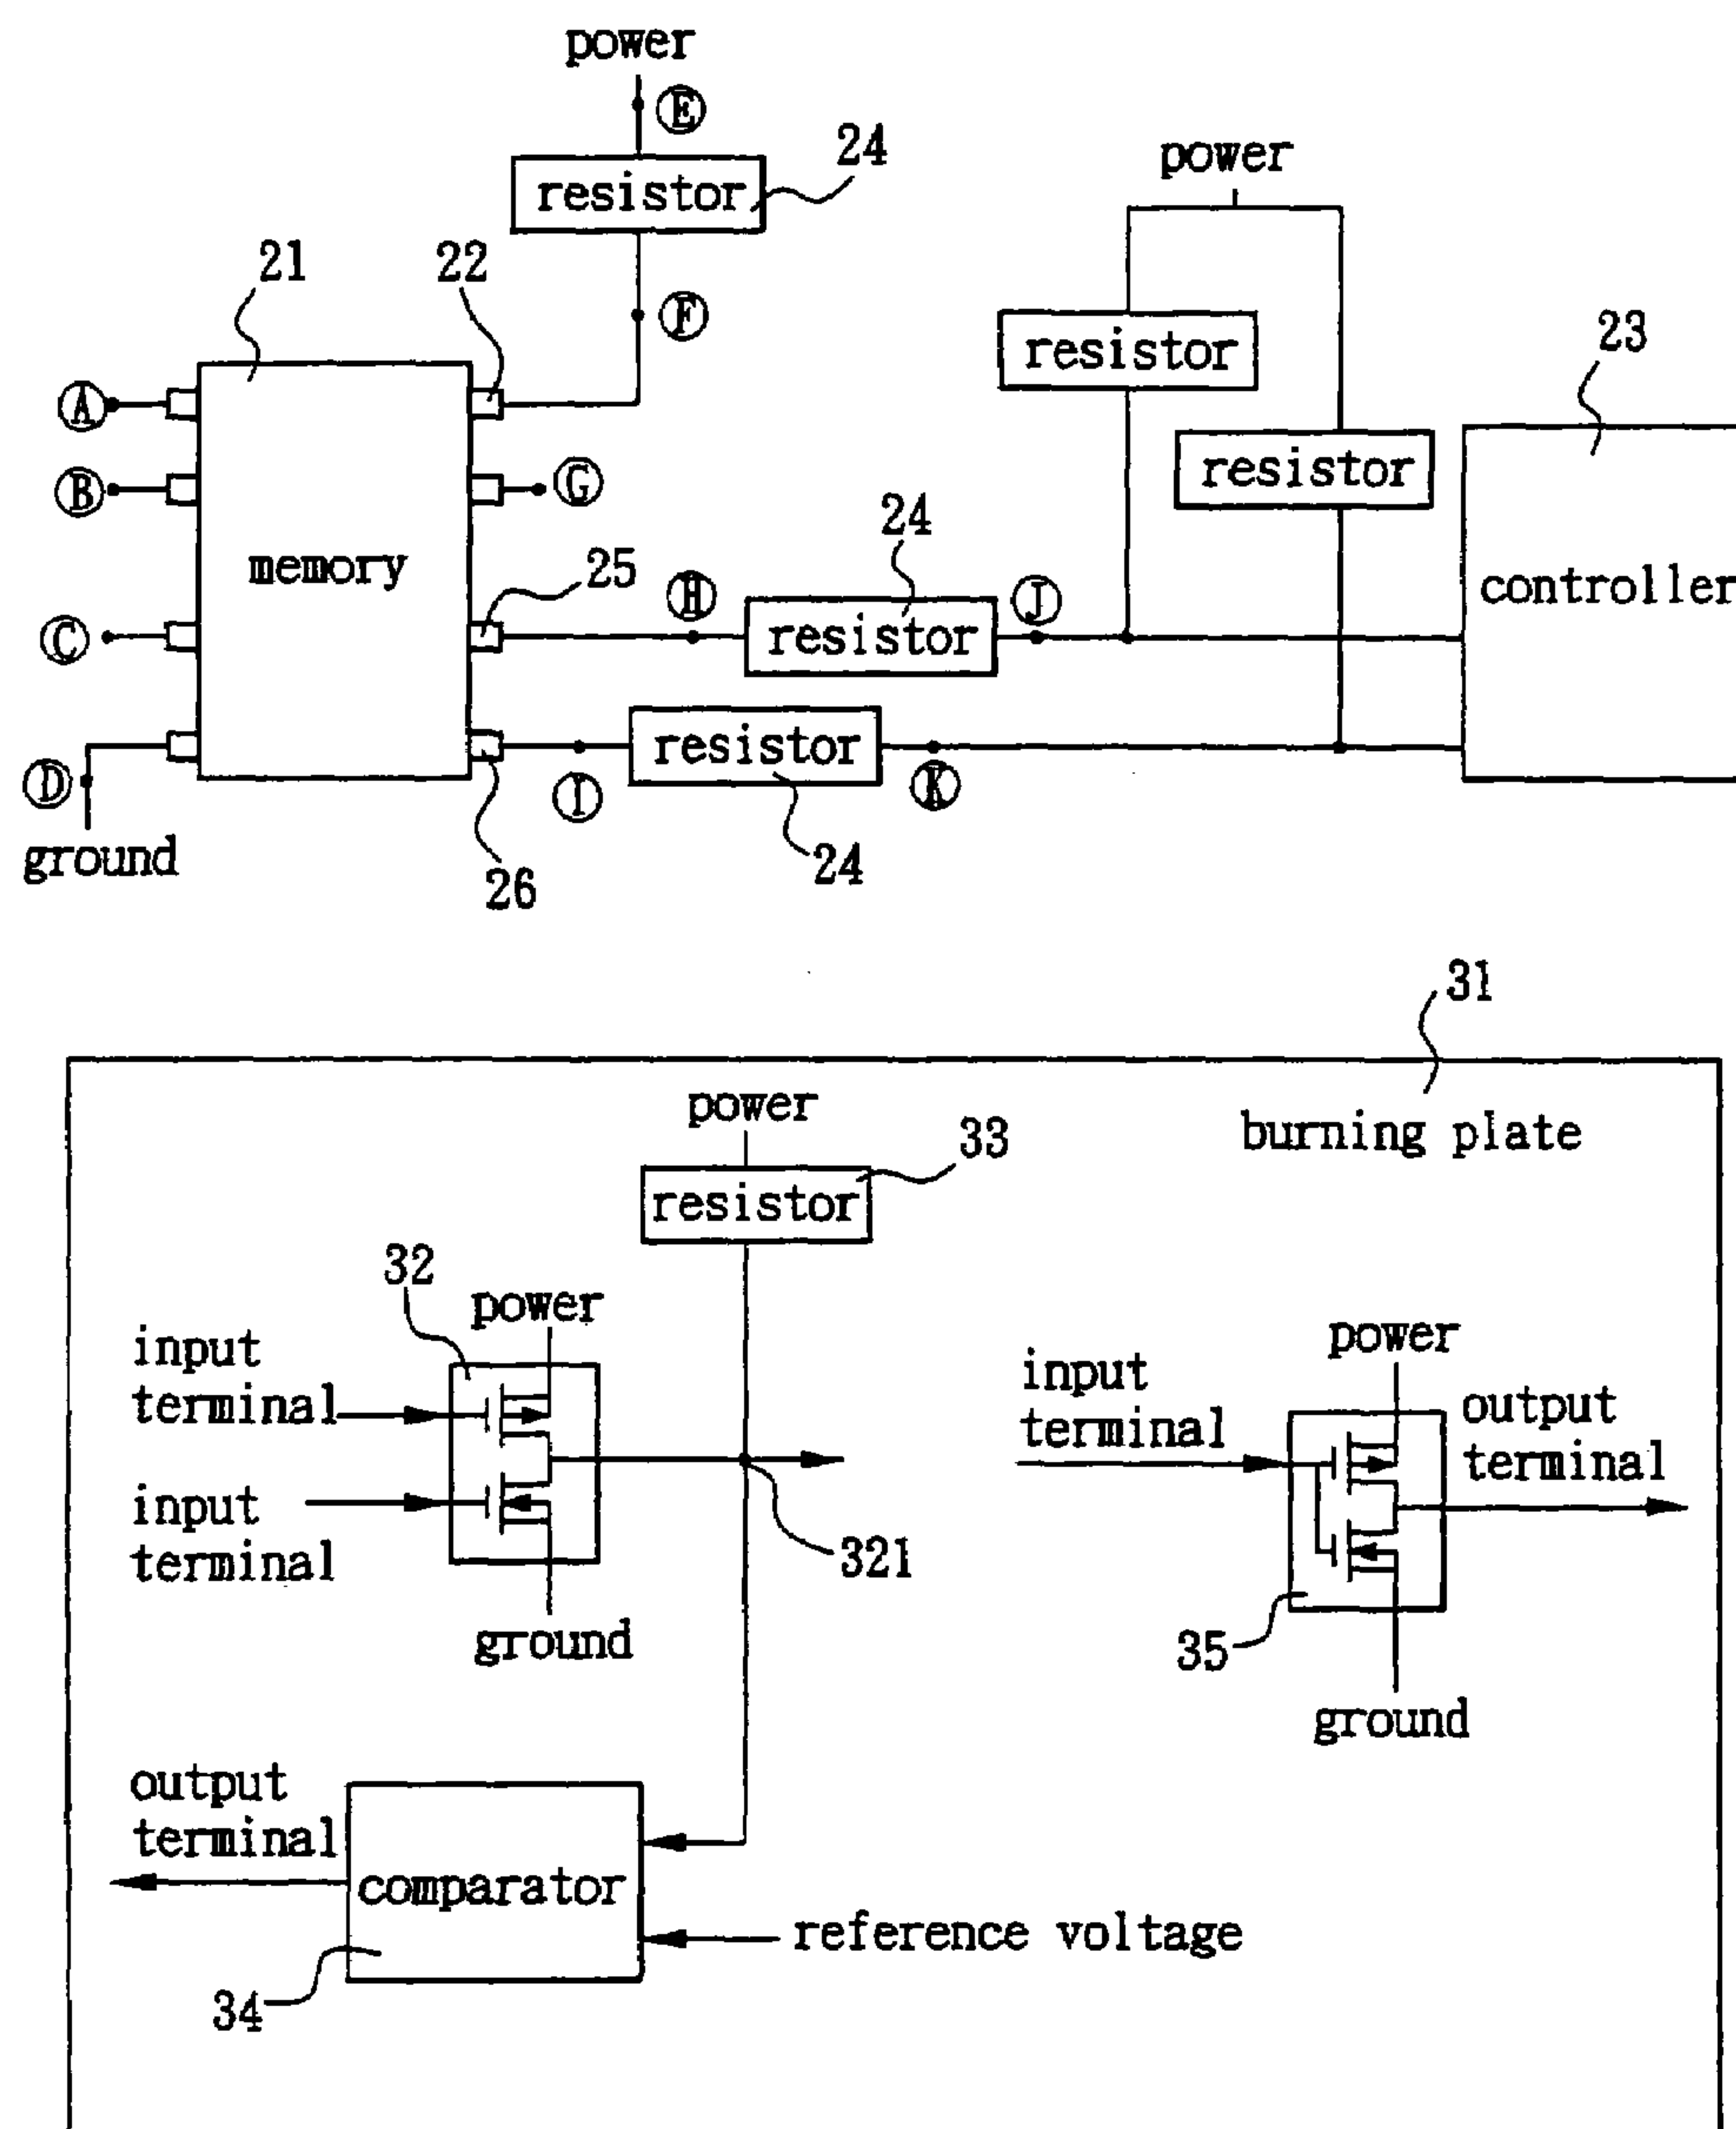 power
E
24
resistor
power
21
22
F
resistor
23
A
resistor
B
G
24
memory
25
H
J
controller
C
resistor
resistor
D
I
K
ground
24
26
31
power
burning plate
33
resistor
32
power
input
terminal
input
terminal
321
ground
power
input
terminal
output
terminal
35
ground
output
terminal
comparator
reference voltage
34